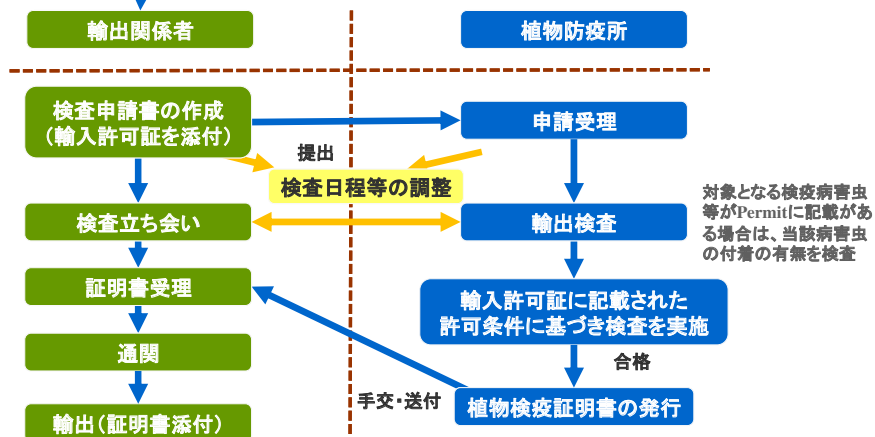 輸出関係者
植物防疫所
検査申請書の作成
（輸入許可証を添付）
申請受理
提出
検査日程等の調整
対象となる検疫病害虫
等がPermitに記載があ
る場合は、当該病害虫
の付着の有無を検査
検査立ち会い
輸出検査
証明書受理
輸入許可証に記載された
許可条件に基づき検査を実施
通関
合格
手交・送付
植物検疫証明書の発行
輸出（証明書添付）